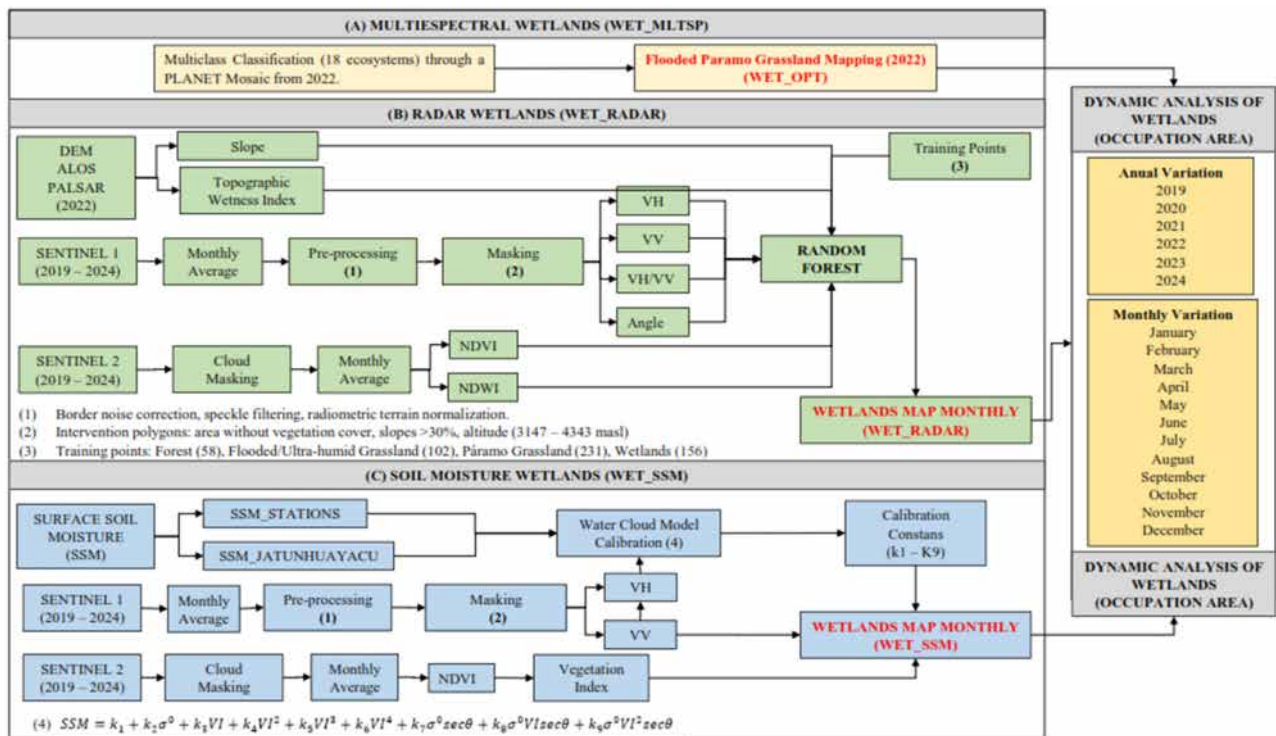 (A) MULTIESPECTRAL WETLANDS (WET_MLTSP)
Multiclass Classification (18 ecosystems) through a
PLANET Mosaic from 2022.
Flooded Paramo Grassland Mapping (2022)
(WET_OPT)
(B) RADAR WETLANDS (WET_RADAR)
DEM
ALOS
PALSAR
(2022)
Slope
Topographic
Wetness Index
Training Points
(3)
SENTINEL 1
(2019 – 2024)
Monthly
Average
Pre-processing
(1)
Masking
(2)
VH
VV
VH/VV
Angle
RANDOM
FOREST
SENTINEL 2
(2019 – 2024)
Cloud
Masking
Monthly
Average
NDVI
NDWI
WETLANDS MAP MONTHLY
(WET_RADAR)
(1) Border noise correction, speckle filtering, radiometric terrain normalization.
(2) Intervention polygons: area without vegetation cover, slopes >30%, altitude (3147 – 4343 masl)
(3) Training points: Forest (58), Flooded/Ultra-humid Grassland (102), Páramo Grassland (231), Wetlands (156)
(C) SOIL MOISTURE WETLANDS (WET_SSM)
SURFACE SOIL
MOISTURE
(SSM)
SSM_STATIONS
SSM_JATUNHUAYACU
Water Cloud Model
Calibration (4)
Calibration
Constans
(k1 – K9)
SENTINEL 1
(2019 – 2024)
Monthly
Average
Pre-processing
(1)
Masking
(2)
VH
VV
WETLANDS MAP MONTHLY
(WET_SSM)
SENTINEL 2
(2019 – 2024)
Cloud
Masking
Monthly
Average
NDVI
Vegetation
Index
(4) SSM = k₁ + k₂σ⁰ + k₃VI + k₄VI² + k₅VI³ + k₆VI⁴ + k₇σ⁰secθ + k₈σ⁰VIsecθ + k₉σ⁰VI²secθ
DYNAMIC ANALYSIS OF
WETLANDS
(OCCUPATION AREA)
Anual Variation
2019
2020
2021
2022
2023
2024
Monthly Variation
January
February
March
April
May
June
July
August
September
October
November
December
DYNAMIC ANALYSIS OF
WETLANDS
(OCCUPATION AREA)